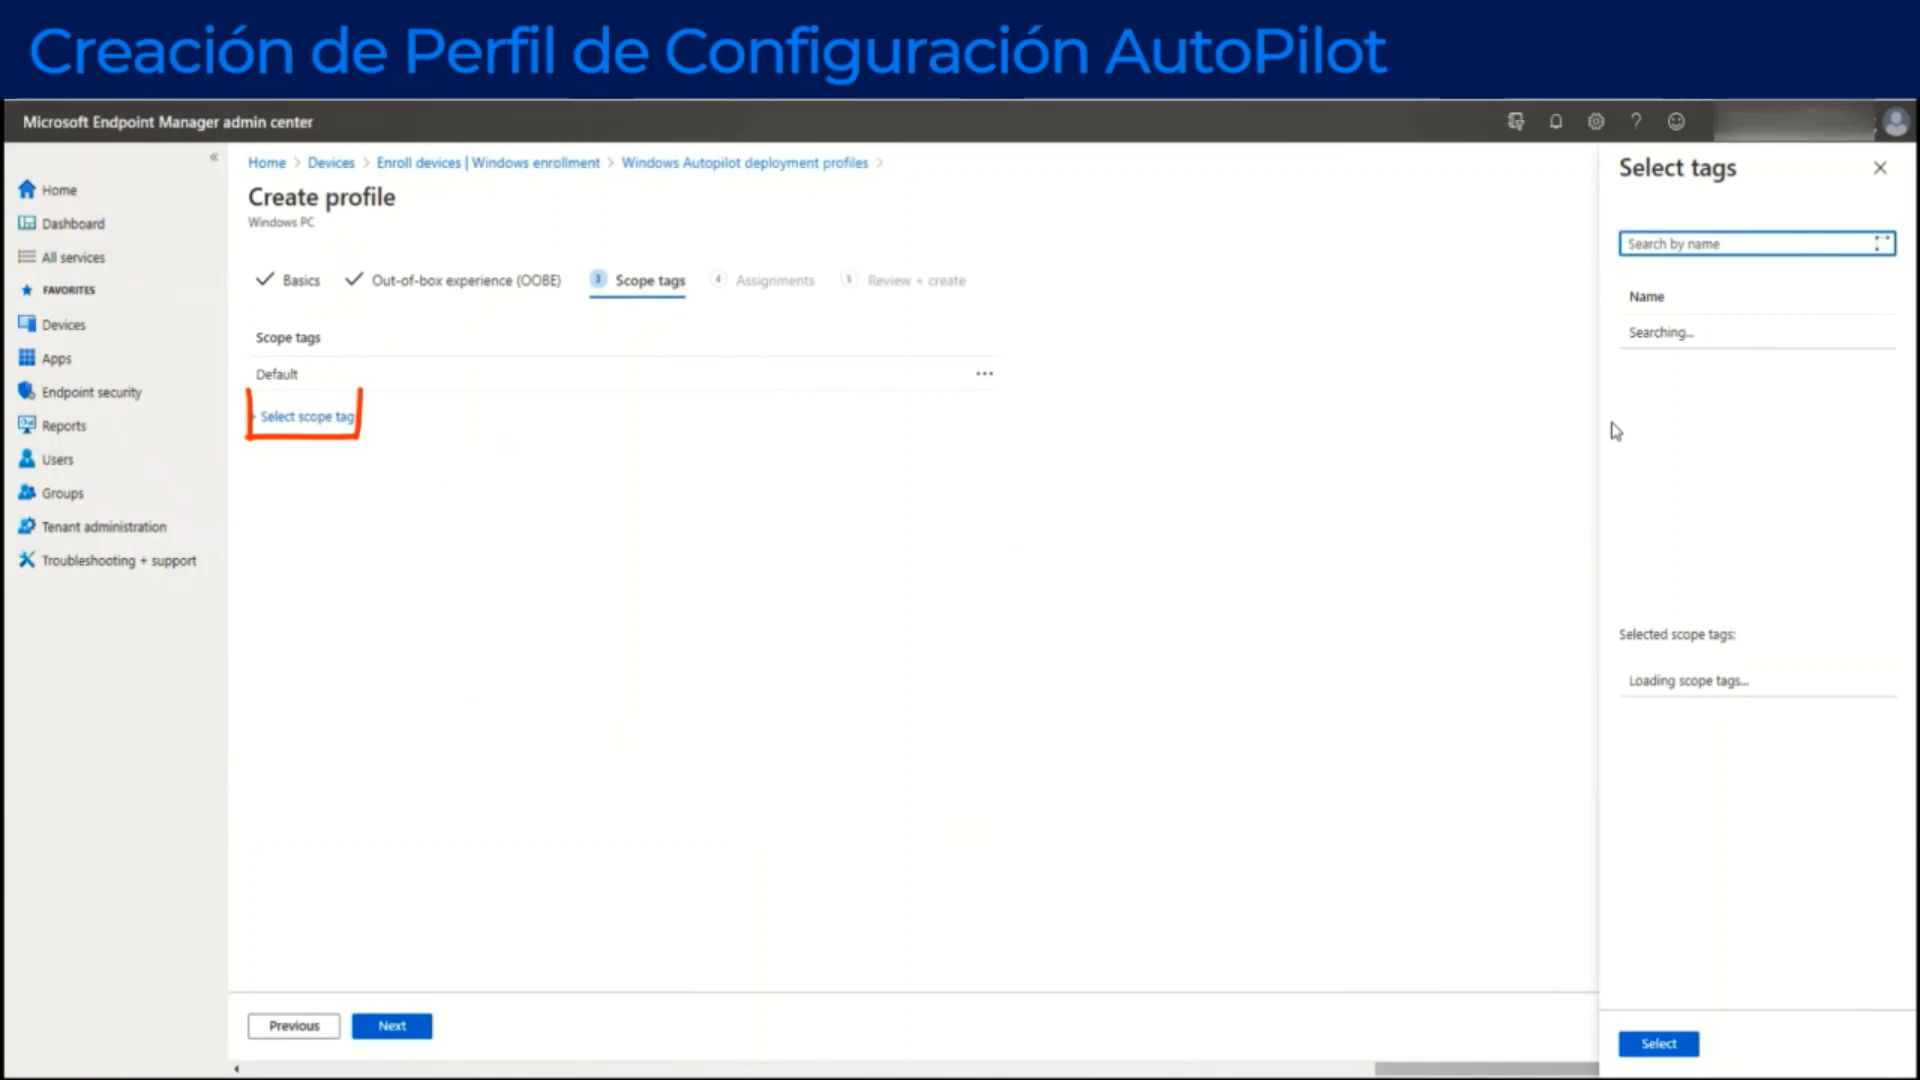 Creación de Perfil de Configuración AutoPilot
Microsoft Endpoint Manager admin center
Home > Devices > Enroll devices | Windows enrollment > Windows Autopilot deployment profiles >
Create profile
Windows PC
Basics
Out-of-box experience (OOBE)
3 Scope tags
4 Assignments
5 Review + create
Scope tags
Default
Select scope tag
Previous
Next
Home
Dashboard
All services
FAVORITES
Devices
Apps
Endpoint security
Reports
Users
Groups
Tenant administration
Troubleshooting + support
Select tags
Search by name
Name
Searching...
Selected scope tags:
Loading scope tags...
Select